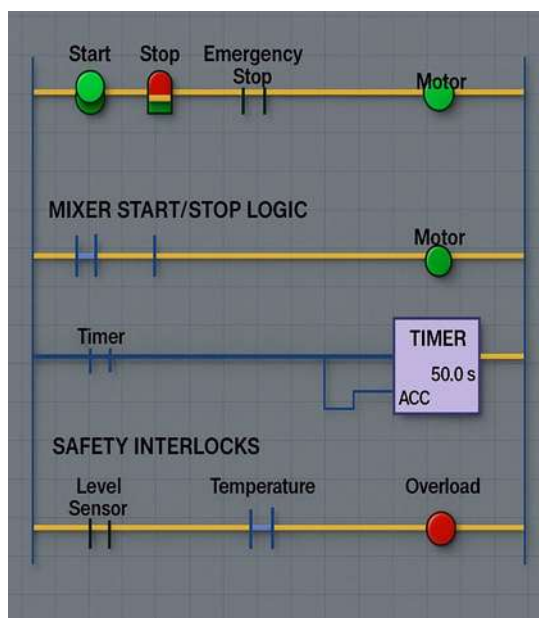 Start Stop Emergency
Stop Motor
MIXER START/STOP LOGIC
Motor
Timer
TIMER
50.0 s
ACC
SAFETY INTERLOCKS
Level Temperature Overload
Sensor